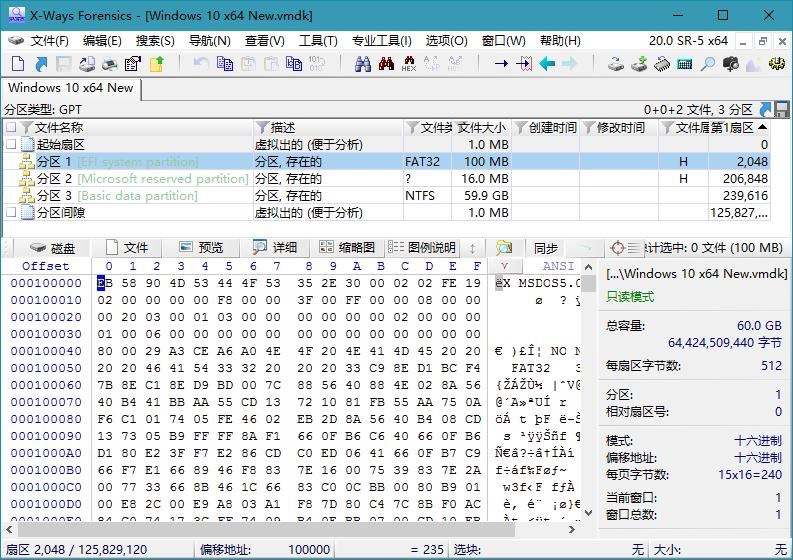 X-Ways Forensics - [Windows 10 x64 New.vmdk]
文件(F) 编辑(E) 搜索(S) 导航(N) 查看(V) 工具(T) 专业工具(I) 选项(O) 窗口(W) 帮助(H) 20.0 SR-5 x64
Windows 10 x64 New
分区类型: GPT 0+0+2 文件, 3 分区
文件名称 描述 文件类 文件大小 创建时间 修改时间 文件属 第1扇区
起始扇区 虚拟出的 (便于分析) 1.0 MB 0
分区 1 [EFI system partition] 分区, 存在的 FAT32 100 MB H 2,048
分区 2 [Microsoft reserved partition] 分区, 存在的 ? 16.0 MB H 206,848
分区 3 [Basic data partition] 分区, 存在的 NTFS 59.9 GB 239,616
分区间隙 虚拟出的 (便于分析) 1.0 MB 125,827,...
磁盘 文件 预览 详细 缩略图 图例说明 同步 计选中: 0 文件 (100 MB)
Offset 0 1 2 3 4 5 6 7 8 9 A B C D E F ANSI
000100000 EB 58 90 4D 53 44 4F 53 35 2E 30 00 02 02 FE 19 ëX MSDOS5.0
000100010 02 00 00 00 00 F8 00 00 3F 00 FF 00 00 08 00 00 ø ? ÿ
000100020 00 20 03 00 01 03 00 00 00 00 00 00 02 00 00 00
000100030 01 00 06 00 00 00 00 00 00 00 00 00 00 00 00 00
000100040 80 00 29 A3 CE A6 A0 4E 4F 20 4E 41 4D 45 20 20 € )£Î¦ NO N
000100050 20 20 46 41 54 33 32 20 20 20 33 C9 8E D1 BC F4 FAT32 3
000100060 7B 8E C1 8E D9 BD 00 7C 88 56 40 88 4E 02 8A 56 {ŽÁŽÙ½ |ˆV@
000100070 40 B4 41 BB AA 55 CD 13 72 10 81 FB 55 AA 75 0A @´A»ªUÍ r
000100080 F6 C1 01 74 05 FE 46 02 EB 2D 8A 56 40 B4 08 CD öÁ t þF ë-Š
000100090 13 73 05 B9 FF FF 8A F1 66 0F B6 C6 40 66 0F B6 s ¹ÿÿŠñf ¶
0001000A0 D1 80 E2 3F F7 E2 86 CD C0 ED 06 41 66 0F B7 C9 Ñ€â?÷â†ÍÀí
0001000B0 66 F7 E1 66 89 46 F8 83 7E 16 00 75 39 83 7E 2A f÷áf‰Føƒ~
0001000C0 00 77 33 66 8B 46 1C 66 83 C0 0C BB 00 80 B9 01 w3f‹F fƒÀ
0001000D0 00 E8 2C 00 E9 A8 03 A1 F8 7D 80 C4 7C 8B F0 AC è, é¨ ¡ø}€
[...\Windows 10 x64 New.vmdk]
只读模式
总容量: 60.0 GB
64,424,509,440 字节
每扇区字节数: 512
分区: 1
相对扇区号: 0
模式: 十六进制
偏移地址: 十六进制
每页字节数: 15x16=240
当前窗口: 1
窗口总数: 1
扇区 2,048 / 125,829,120 偏移地址: 100000 = 235 选块: 无 大小: 无